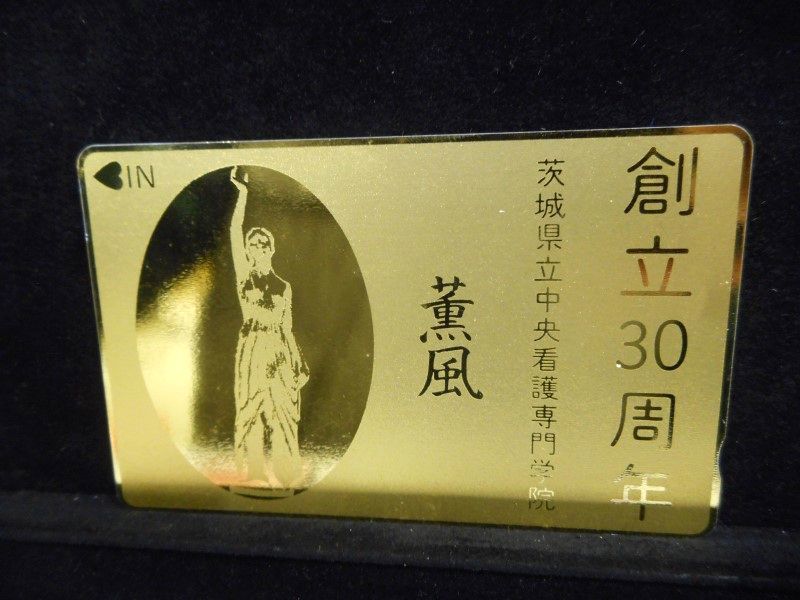 創立30周年
茨城県立中央看護専門学院
薫風
IN